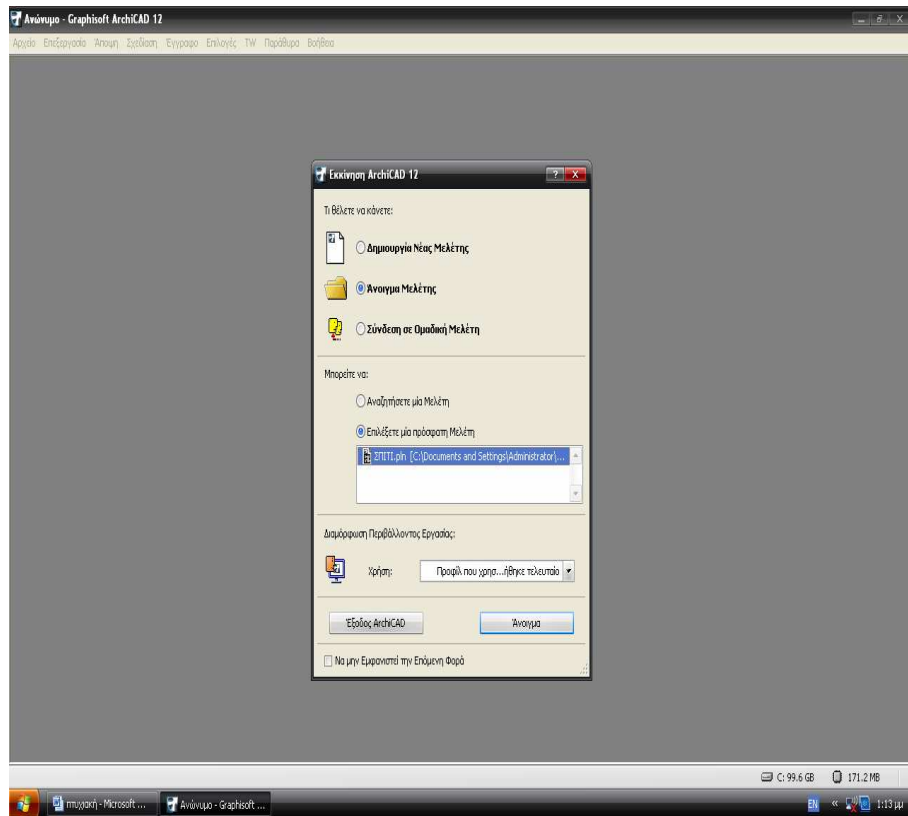 Ανώνυμο - Graphisoft ArchiCAD 12
Αρχείο Επεξεργασία Άποψη Σχεδίαση Έγγραφο Επιλογές TW Παράθυρα Βοήθεια
Εκκίνηση ArchiCAD 12
Τι θέλετε να κάνετε:
Δημιουργία Νέας Μελέτης
Άνοιγμα Μελέτης
Σύνδεση σε Ομαδική Μελέτη
Μπορείτε να:
Αναζητήσετε μία Μελέτη
Επιλέξετε μία πρόσφατη Μελέτη
ΣΠΙΤΙ.pln [C:\Documents and Settings\Administrator\...
Διαμόρφωση Περιβάλλοντος Εργασίας:
Χρήση: Προφίλ που χρησ...ήθηκε τελευταίο
Έξοδος ArchiCAD Άνοιγμα
Να μην Εμφανιστεί την Επόμενη Φορά
C: 99.6 GB 171.2 MB
πτυχιακή - Microsoft ... Ανώνυμο - Graphisoft ... EN « 1:13 μμ